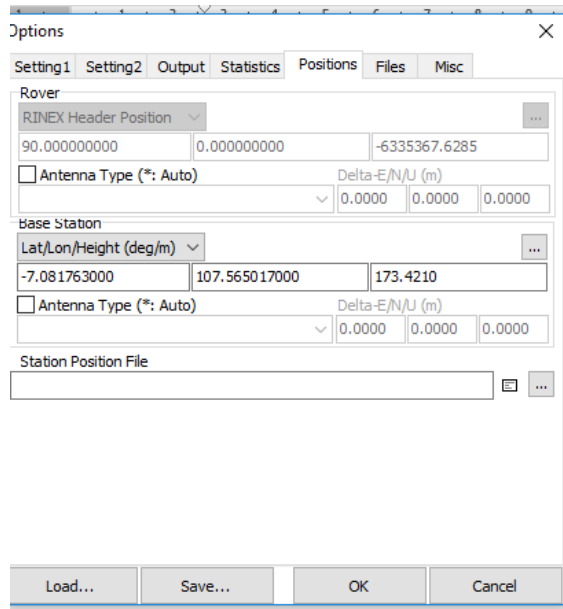 Options
Setting1 Setting2 Output Statistics Positions Files Misc
Rover
RINEX Header Position ...
90.000000000 0.000000000 -6335367.6285
Antenna Type (*: Auto) Delta-E/N/U (m)
0.0000 0.0000 0.0000
Base Station
Lat/Lon/Height (deg/m) ...
-7.081763000 107.565017000 173.4210
Antenna Type (*: Auto) Delta-E/N/U (m)
0.0000 0.0000 0.0000
Station Position File
...
Load... Save... OK Cancel